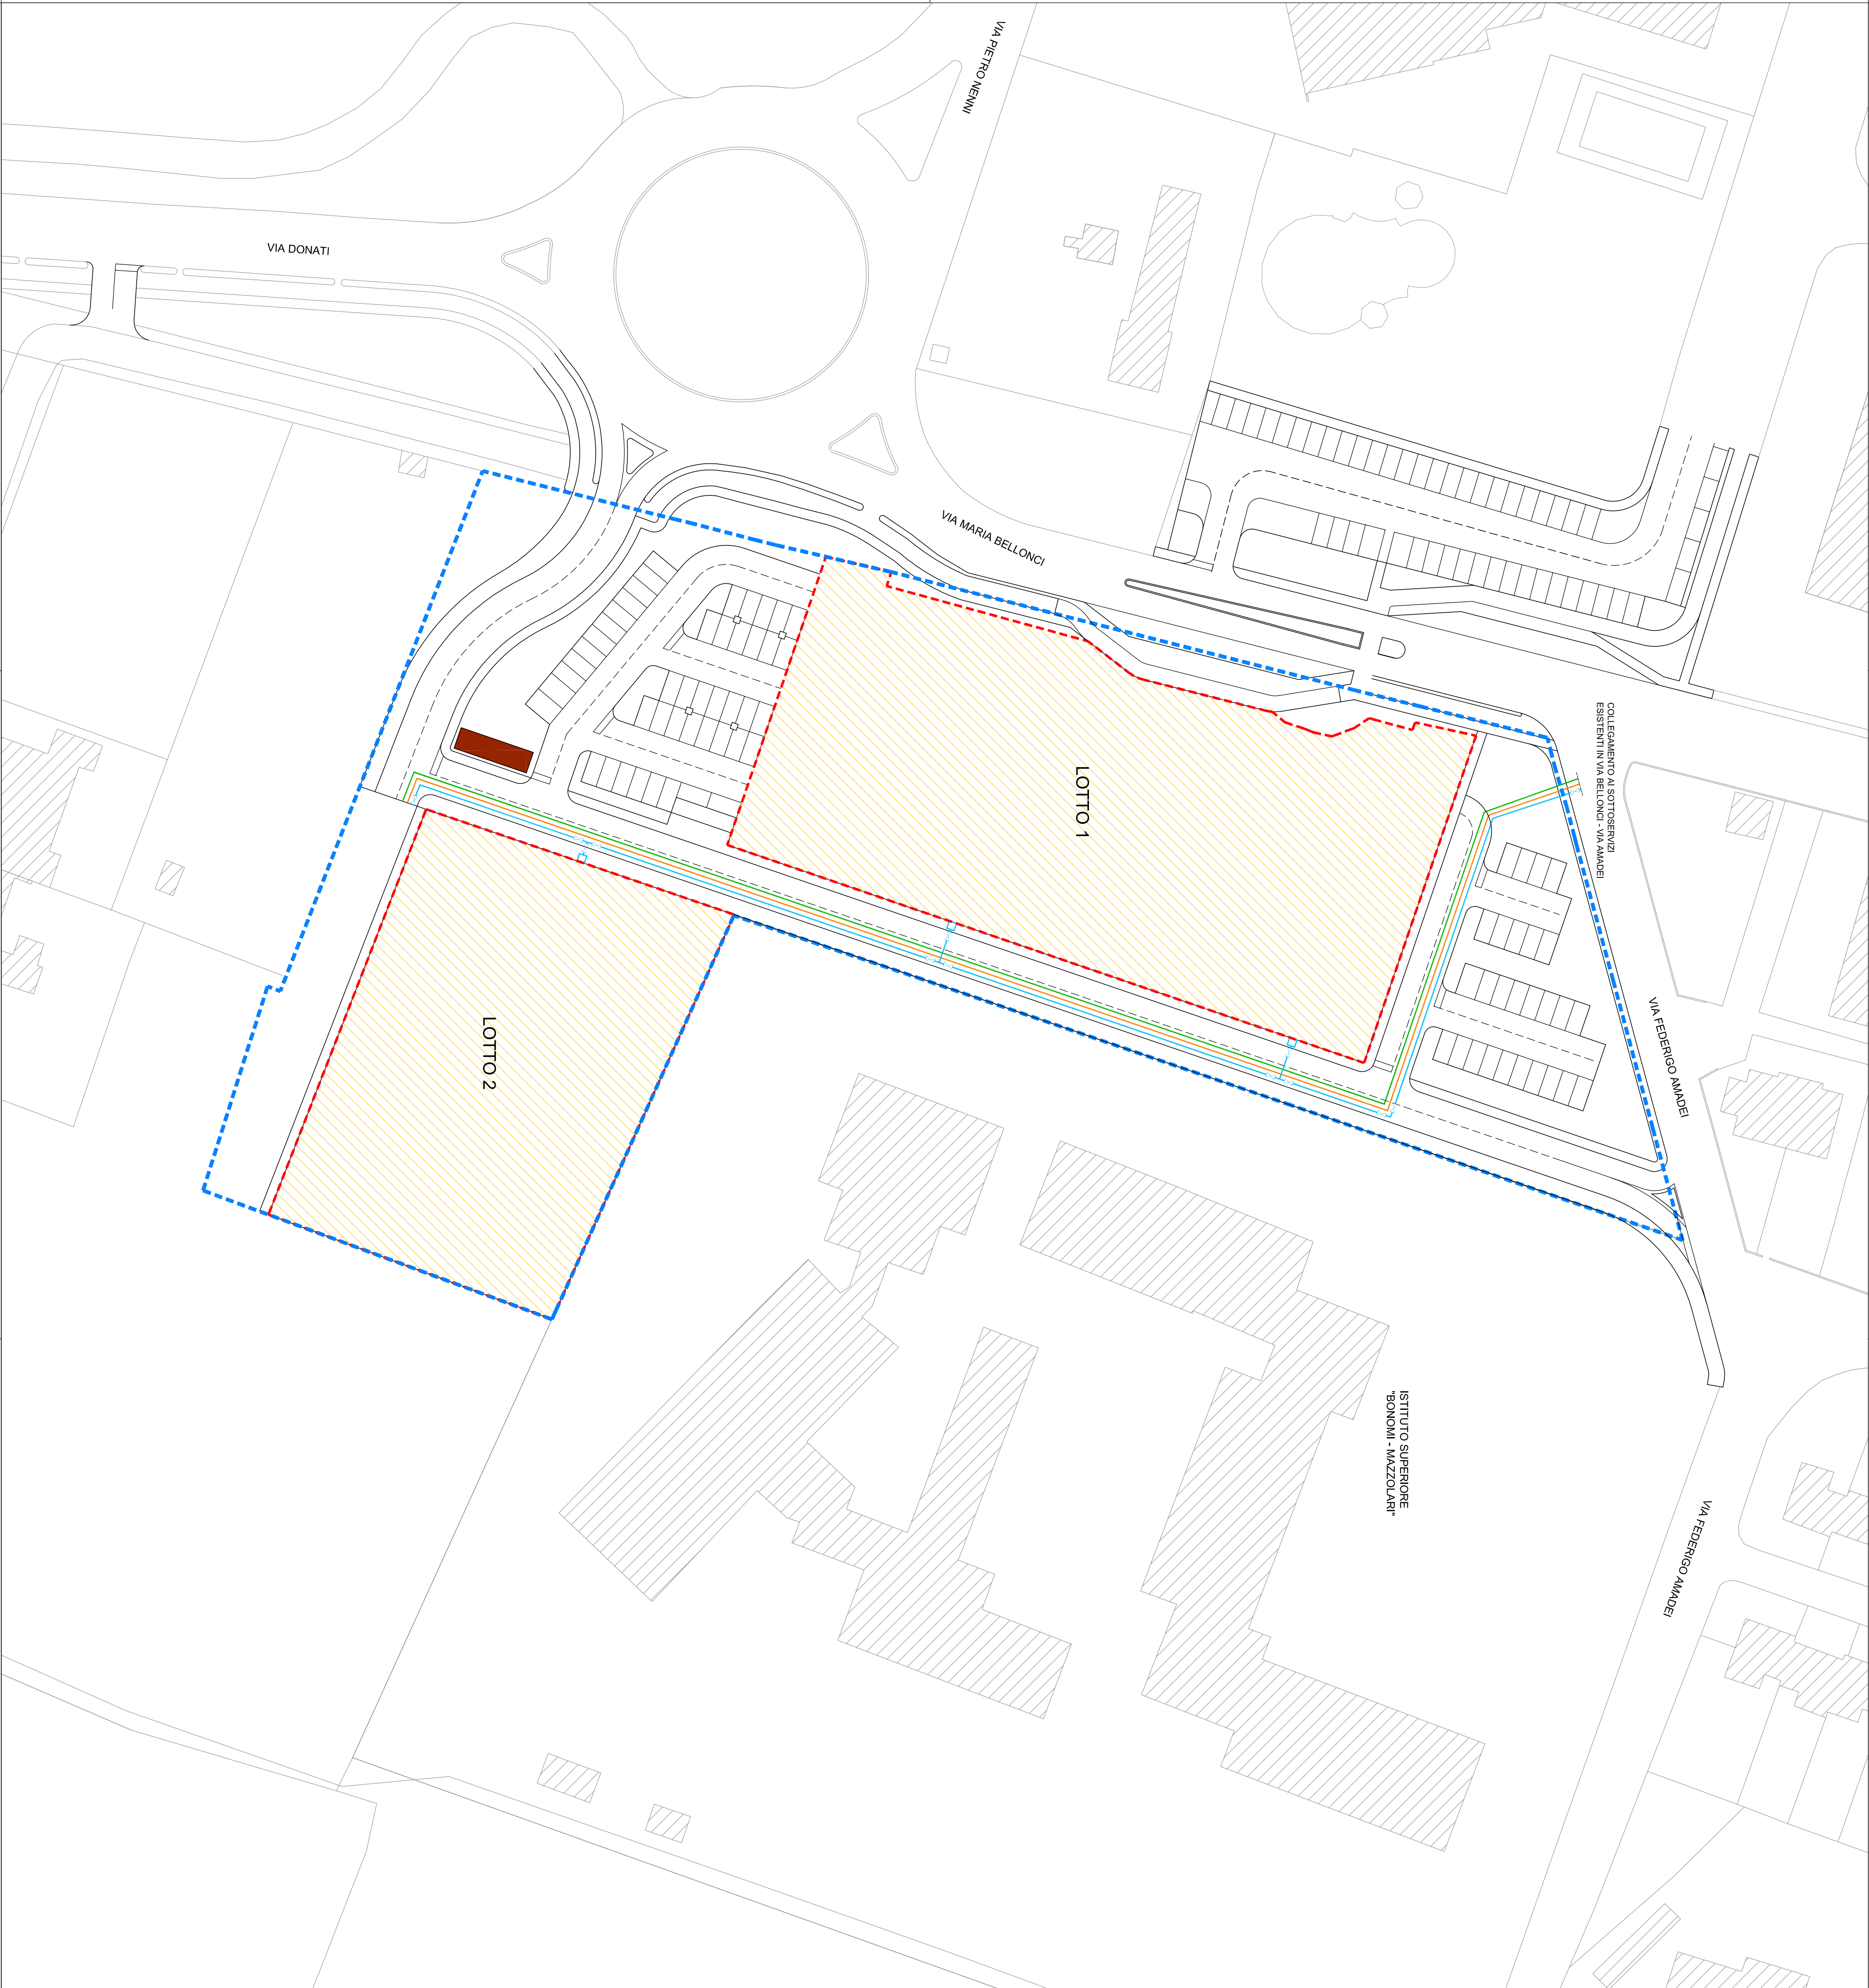 VIA PIETRO NENNI
VIA DONATI
VIA MARIA BELLONCI
COLLEGAMENTO AI SOTTOSERVIZI
ESISTENTI IN VIA BELLONCI - VIA AMADEI
LOTTO 1
VIA FEDERIGO AMADEI
LOTTO 2
ISTITUTO SUPERIORE
"BONOMI - MAZZOLARI"
VIA FEDERIGO AMADEI